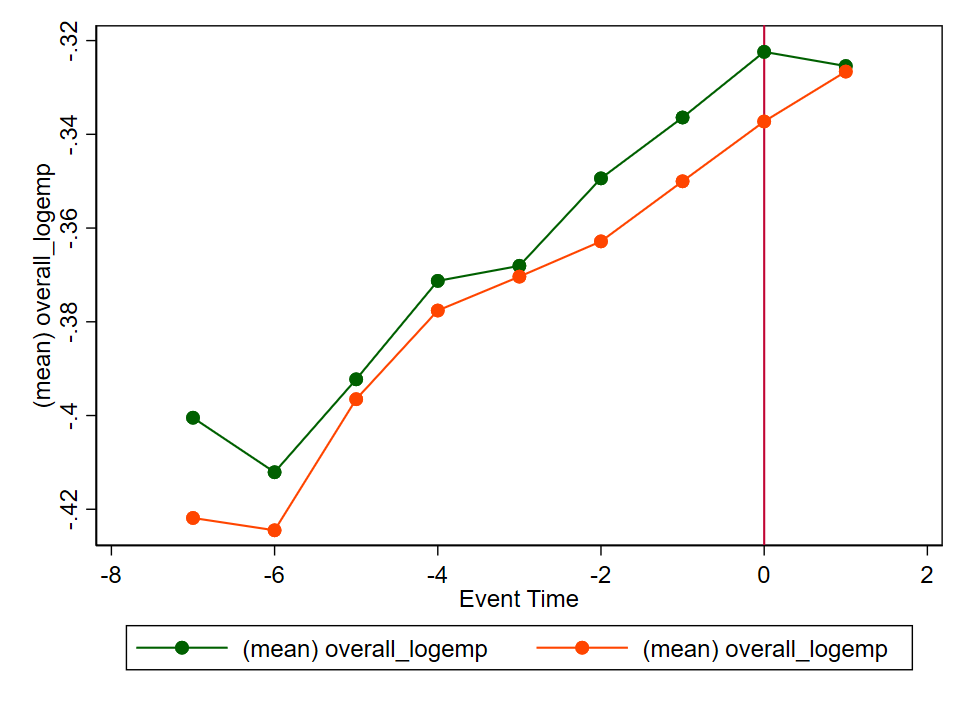 (mean) overall_logemp
-.32
-.34
-.36
-.38
-.4
-.42
-8 -6 -4 -2 0 2
Event Time
(mean) overall_logemp (mean) overall_logemp